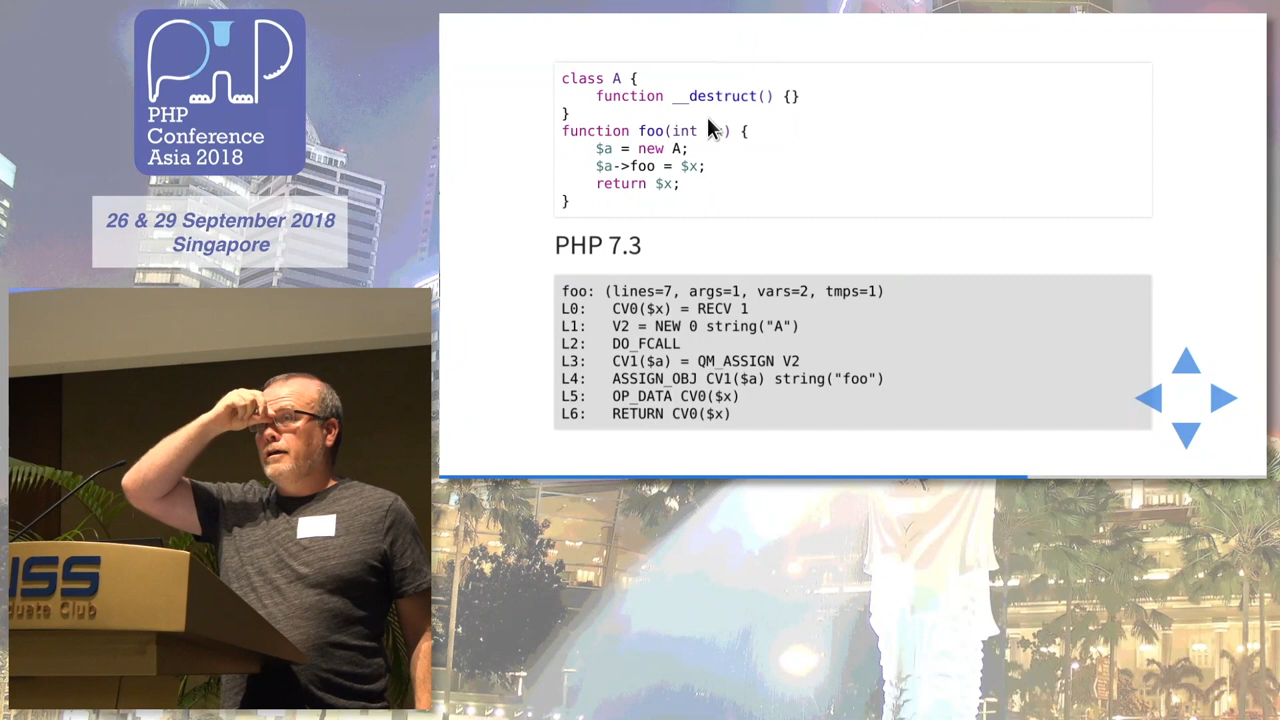 PHP
Conference
Asia 2018
26 & 29 September 2018
Singapore
class A {
    function __destruct() {}
}
function foo(int ) {
    $a = new A;
    $a->foo = $x;
    return $x;
}
PHP 7.3
foo: (lines=7, args=1, vars=2, tmps=1)
L0:   CV0($x) = RECV 1
L1:   V2 = NEW 0 string("A")
L2:   DO_FCALL
L3:   CV1($a) = QM_ASSIGN V2
L4:   ASSIGN_OBJ CV1($a) string("foo")
L5:   OP_DATA CV0($x)
L6:   RETURN CV0($x)
Club